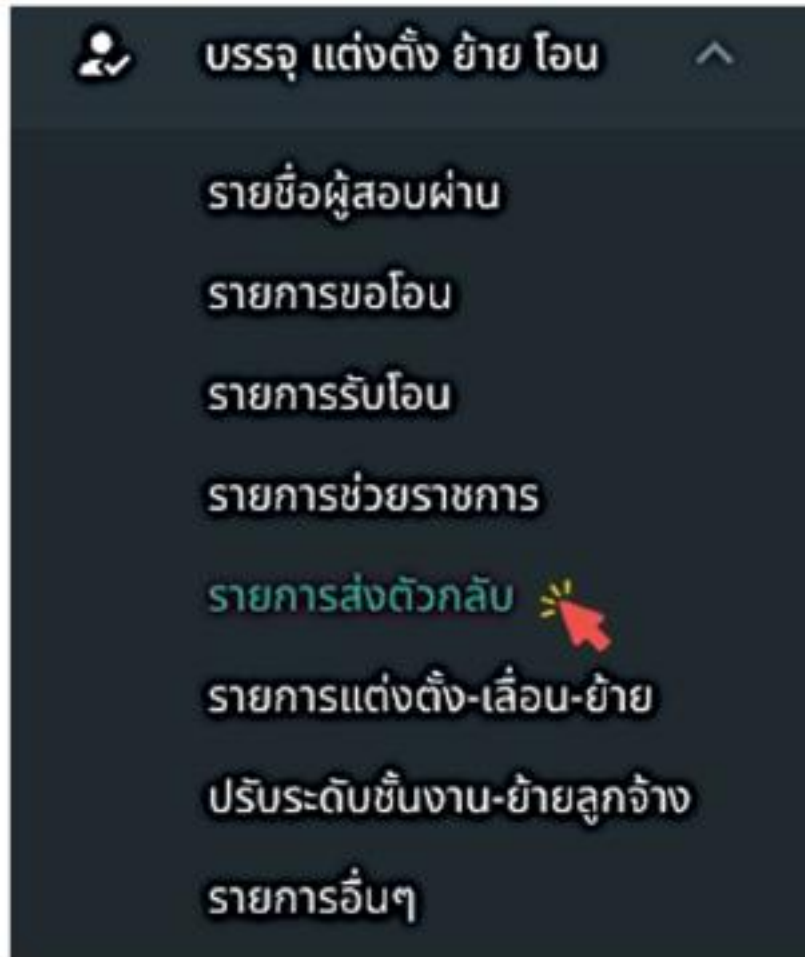 บรรจุ แต่งตั้ง ย้าย โอน
รายชื่อผู้สอบผ่าน
รายการขอโอน
รายการรับโอน
รายการช่วยราชการ
รายการส่งตัวกลับ
รายการแต่งตั้ง-เลื่อน-ย้าย
ปรับระดับชั้นงาน-ย้ายลูกจ้าง
รายการอื่นๆ